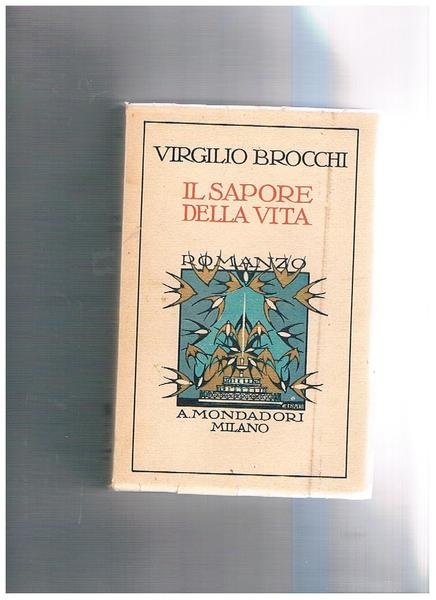 VIRGILIO BROCCHI
IL SAPORE
DELLA VITA
ROMANZO
A. MONDADORI
MILANO